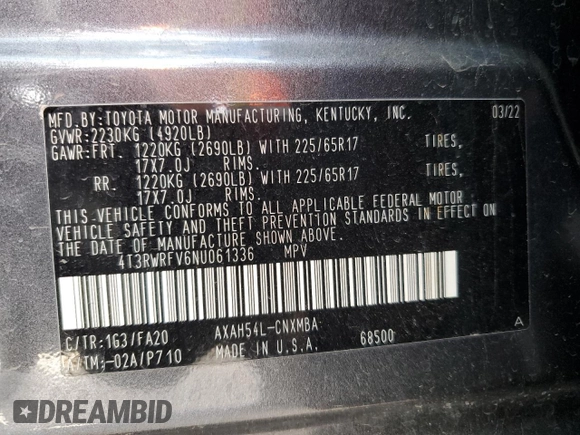 MFD.BY:TOYOTA MOTOR MANUFACTURING, KENTUCKY, INC. 03/22
GVWR:2230KG (4920LB)
GAWR:FRT. 1220KG (2690LB) WITH 225/65R17 TIRES,
17X7.0J RIMS.
RR. 1220KG (2690LB) WITH 225/65R17 TIRES,
17X7.0J RIMS.
THIS VEHICLE CONFORMS TO ALL APPLICABLE FEDERAL MOTOR
VEHICLE SAFETY AND THEFT PREVENTION STANDARDS IN EFFECT ON
THE DATE OF MANUFACTURE SHOWN ABOVE.
4T3RWRFV6NU061336 MPV
C/TR:1G3/FA20 AXAH54L-CNXMBA A
A/TM:-02A/P710 MADE IN U.S.A. 68500
DREAMBID